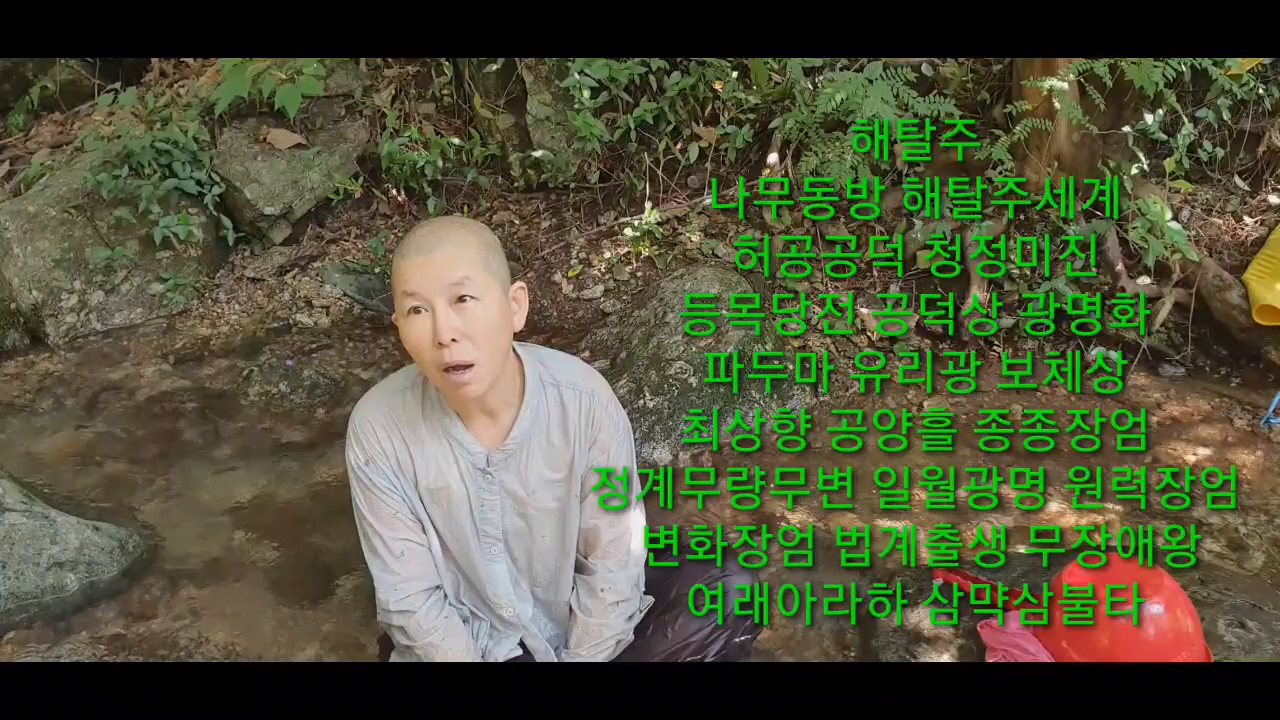 해탈주
나무동방 해탈주세계
허공공덕 청정미진
등목당전 공덕상 광명화
파두마 유리광 보체상
최상향 공양흘 종종장엄
정계무량무변 일월광명 원력장엄
변화장엄 법계출생 무장애왕
여래아라하 삼먁삼불타